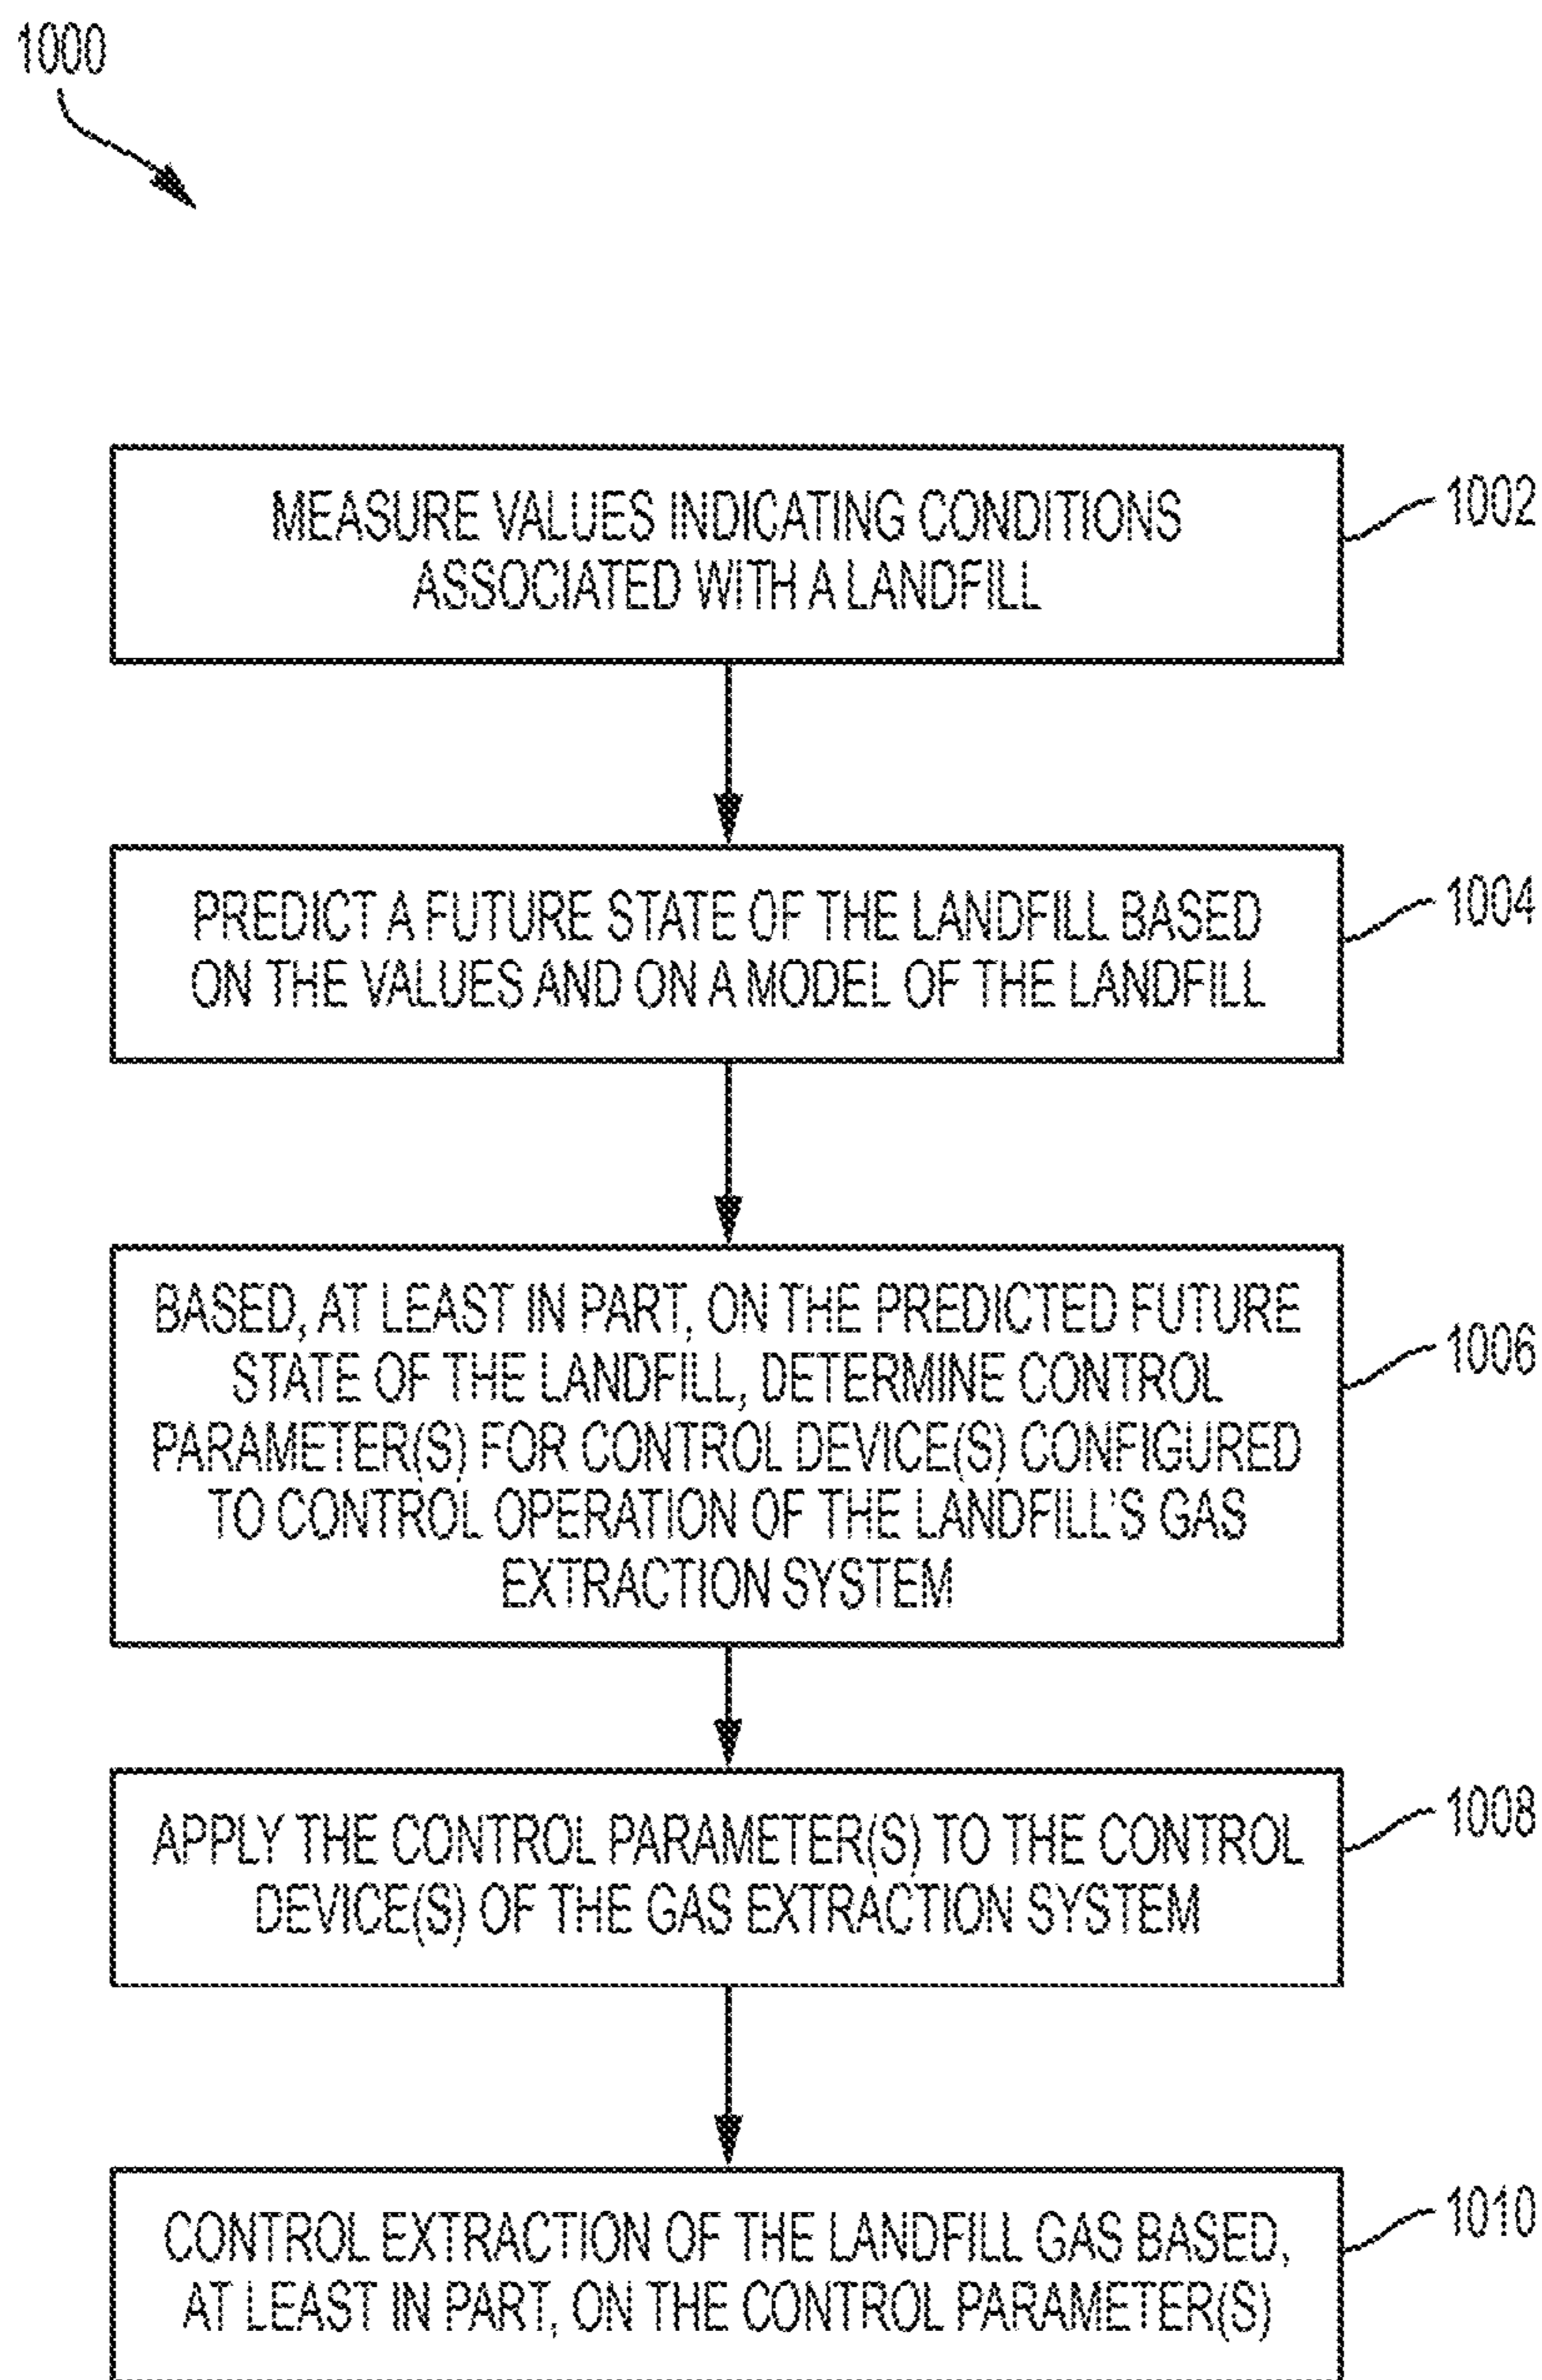 1000
MEASURE VALUES INDICATING CONDITIONS
ASSOCIATED WITH A LANDFILL
1002
PREDICT A FUTURE STATE OF THE LANDFILL BASED
ON THE VALUES AND ON A MODEL OF THE LANDFILL
1004
BASED, AT LEAST IN PART, ON THE PREDICTED FUTURE
STATE OF THE LANDFILL, DETERMINE CONTROL
PARAMETER(S) FOR CONTROL DEVICE(S) CONFIGURED
TO CONTROL OPERATION OF THE LANDFILL'S GAS
EXTRACTION SYSTEM
1006
APPLY THE CONTROL PARAMETER(S) TO THE CONTROL
DEVICE(S) OF THE GAS EXTRACTION SYSTEM
1008
CONTROL EXTRACTION OF THE LANDFILL GAS BASED,
AT LEAST IN PART, ON THE CONTROL PARAMETER(S)
1010